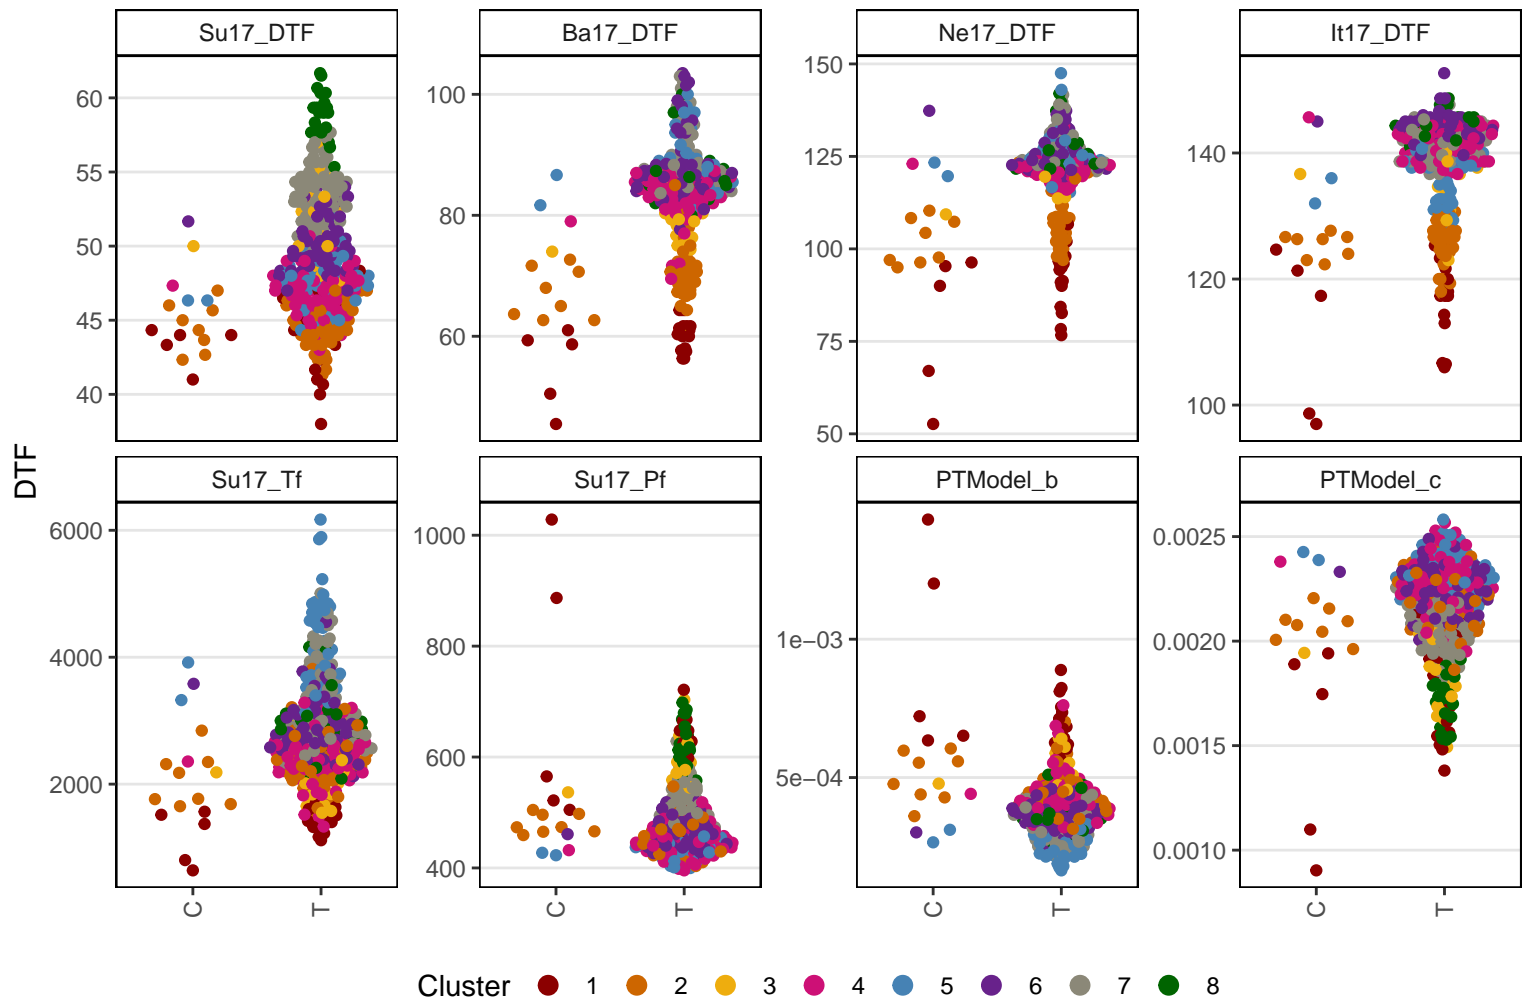 Su17_DTF
Ba17_DTF
Ne17_DTF
It17_DTF
60
55
50
45
40
100
80
60
150
125
100
75
50
140
120
100
DTF
Su17_Tf
Su17_Pf
PTModel_b
PTModel_c
6000
4000
2000
1000
800
600
400
1e−03
5e−04
0.0025
0.0020
0.0015
0.0010
C
T
C
T
C
T
C
T
Cluster 1 2 3 4 5 6 7 8